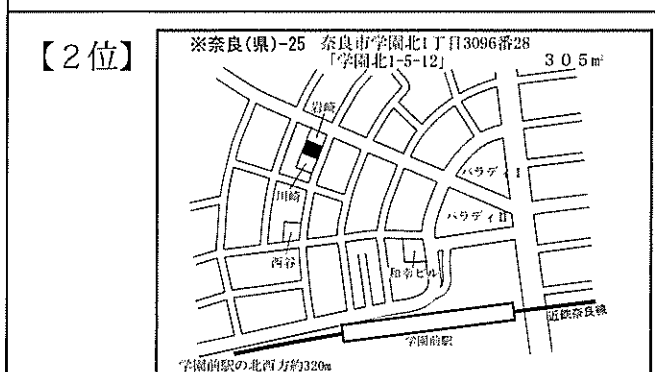 【2位】
※奈良(県)-25 奈良市学園北1丁目3096番28
「学園北1-5-12」
305㎡
岩崎
パラディⅠ
川崎
パラディⅡ
西谷
和幸ビル
近鉄奈良線
学園前駅
学園前駅の北西方約320m